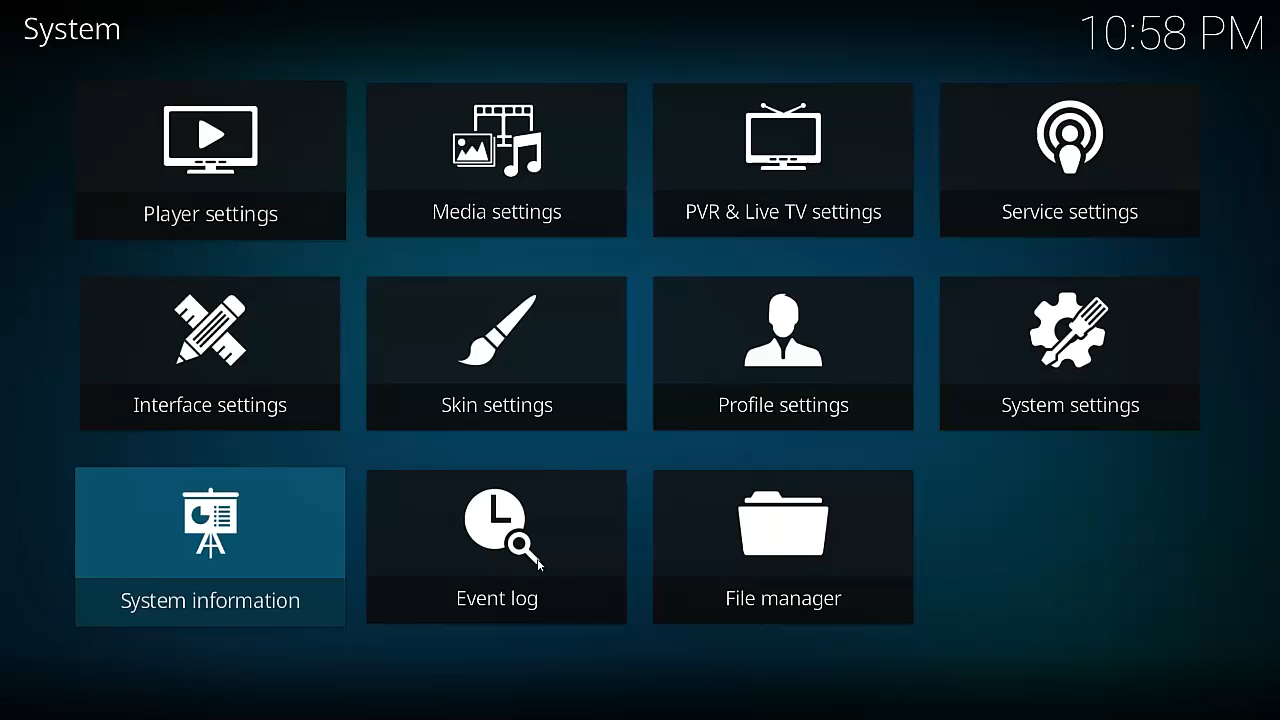 System
10:58 PM
Player settings
Media settings
PVR & Live TV settings
Service settings
Interface settings
Skin settings
Profile settings
System settings
System information
Event log
File manager